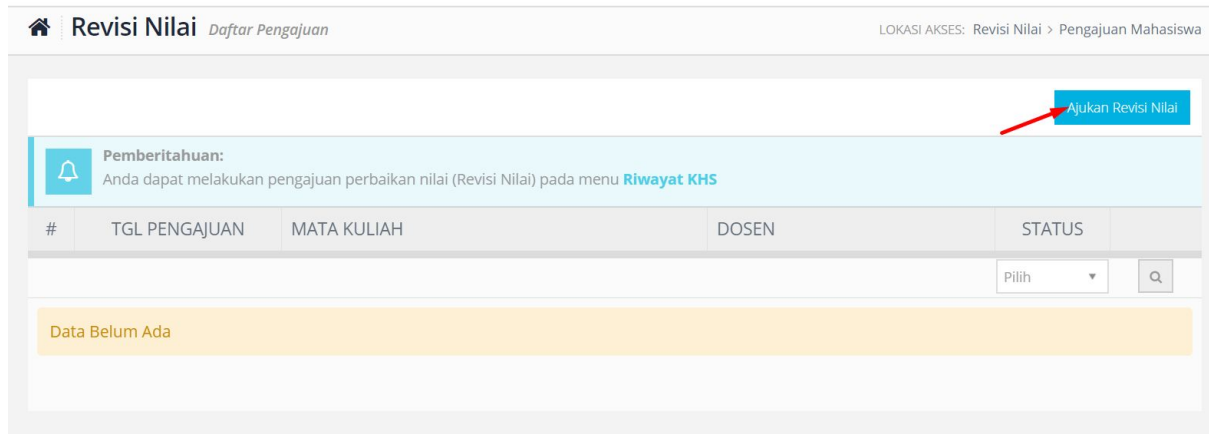 Revisi Nilai Daftar Pengajuan
LOKASI AKSES: Revisi Nilai > Pengajuan Mahasiswa
Ajukan Revisi Nilai
Pemberitahuan:
Anda dapat melakukan pengajuan perbaikan nilai (Revisi Nilai) pada menu Riwayat KHS
# TGL PENGAJUAN MATA KULIAH DOSEN STATUS
Pilih
Data Belum Ada